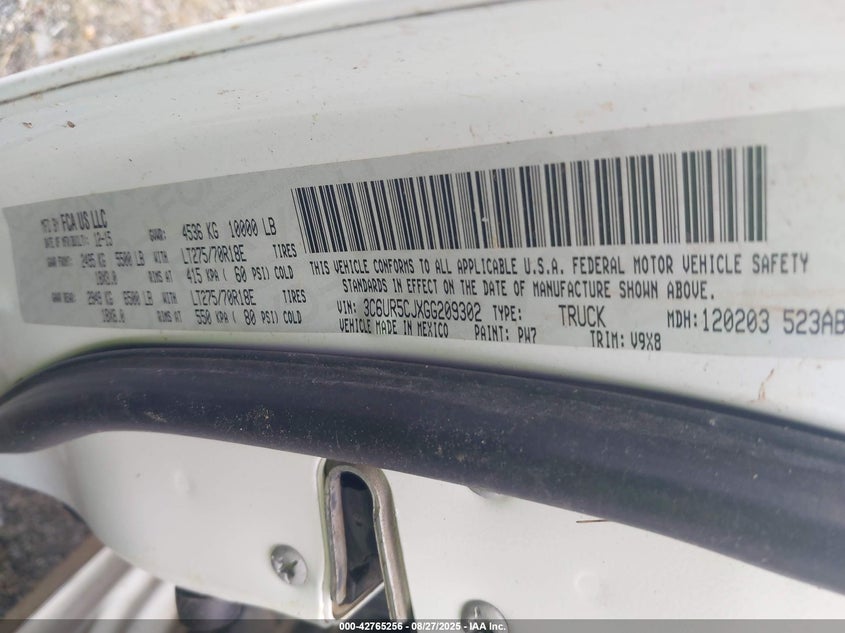 MTD BY FCA US LLC
DATE OF MTR/BUILT: 12-15
GVWR: 4536 KG 10000 LB
GAWR FRONT: 2495 KG 5500 LB WITH LT275/70R18E TIRES
18X8.0 RIMS AT 415 KPA ( 60 PSI) COLD
GAWR REAR: 2948 KG 6500 LB WITH LT275/70R18E TIRES
18X8.0 RIMS AT 550 KPA ( 80 PSI) COLD
THIS VEHICLE CONFORMS TO ALL APPLICABLE U.S.A. FEDERAL MOTOR VEHICLE SAFETY
STANDARDS IN EFFECT ON THE DATE OF MANUFACTURE SHOWN ABOVE.
VIN: 3C6UR5CJXGG209302 TYPE: TRUCK MDH: 120203 523AB
VEHICLE MADE IN MEXICO PAINT: PW7 TRIM: V9X8
000-42765256 - 08/27/2025 - IAA Inc.